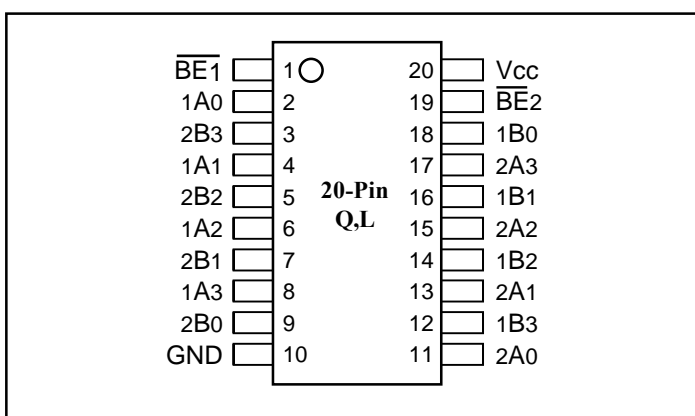 B̅E̅1 1 20 Vcc
1A0 2 19 B̅E̅2
2B3 3 18 1B0
1A1 4 17 2A3
2B2 5 20-Pin 16 1B1
1A2 6 Q,L 15 2A2
2B1 7 14 1B2
1A3 8 13 2A1
2B0 9 12 1B3
GND 10 11 2A0